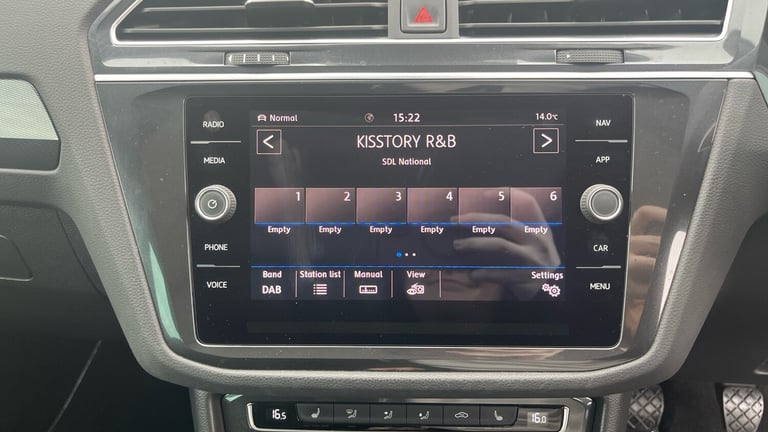 Normal 15:22 14.0°C
RADIO < KISSTORY R&B > NAV
SDL National
MEDIA APP
1 2 3 4 5 6
Empty Empty Empty Empty Empty Empty
PHONE CAR
Band Station list Manual View Settings
VOICE DAB MENU
16.5 16.0